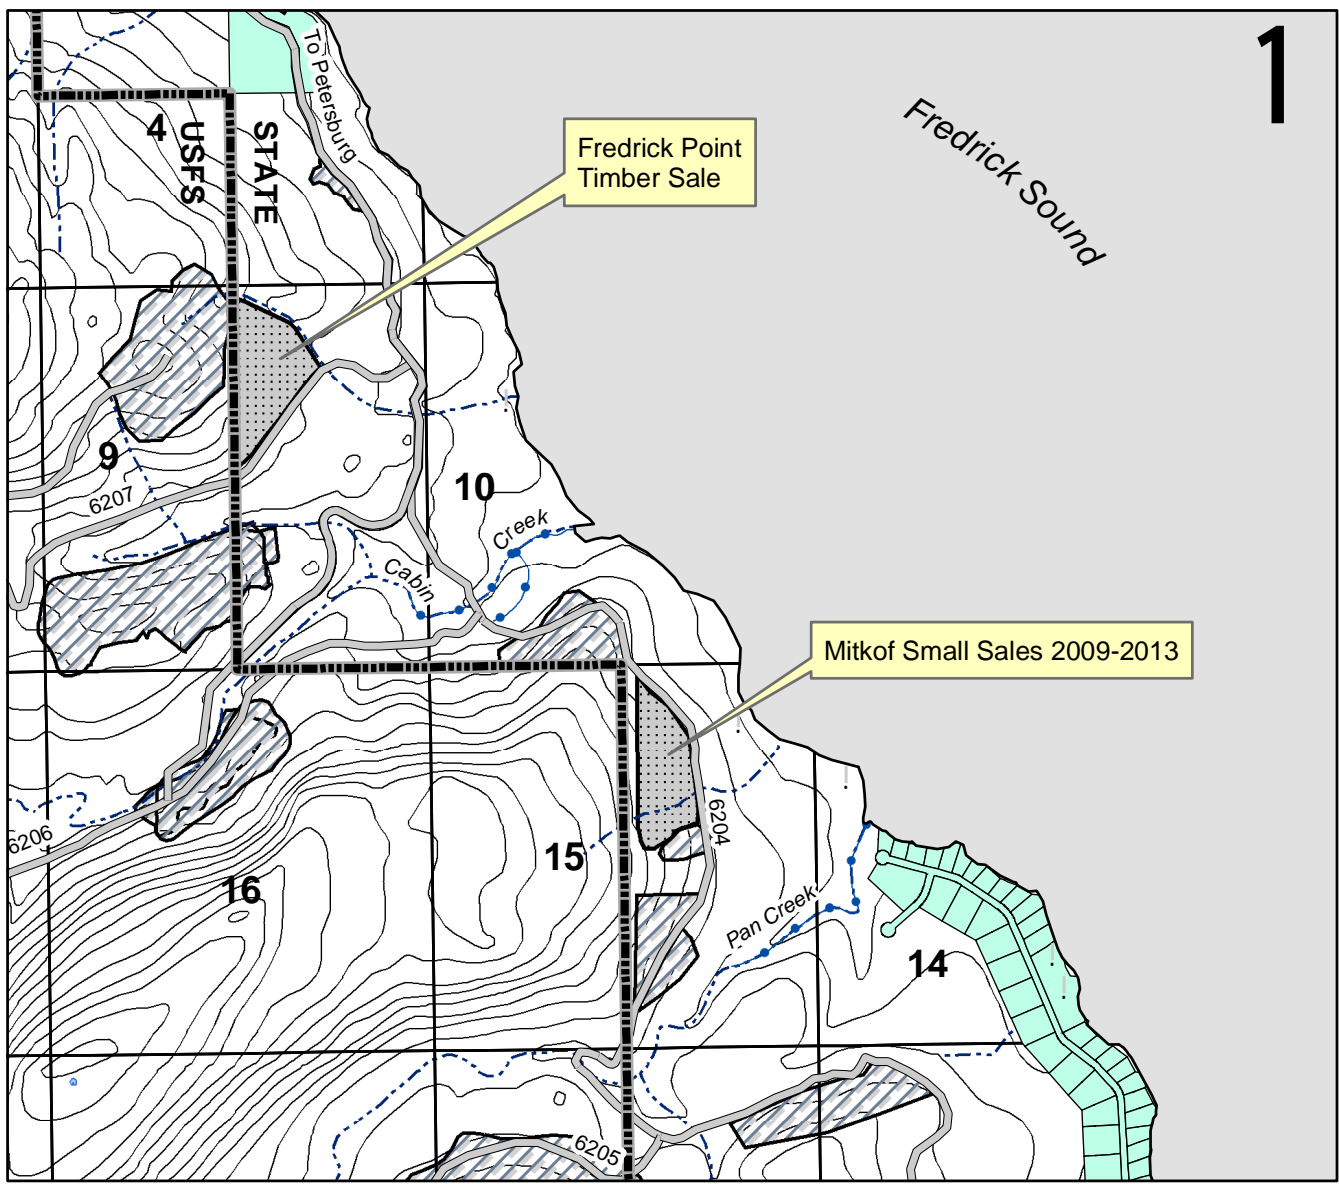 1
To Petersburg
Fredrick Sound
4
USFS
STATE
Fredrick Point
Timber Sale
9
10
6207
Creek
Cabin
Mitkof Small Sales 2009-2013
6204
6206
15
16
Pan Creek
14
6205